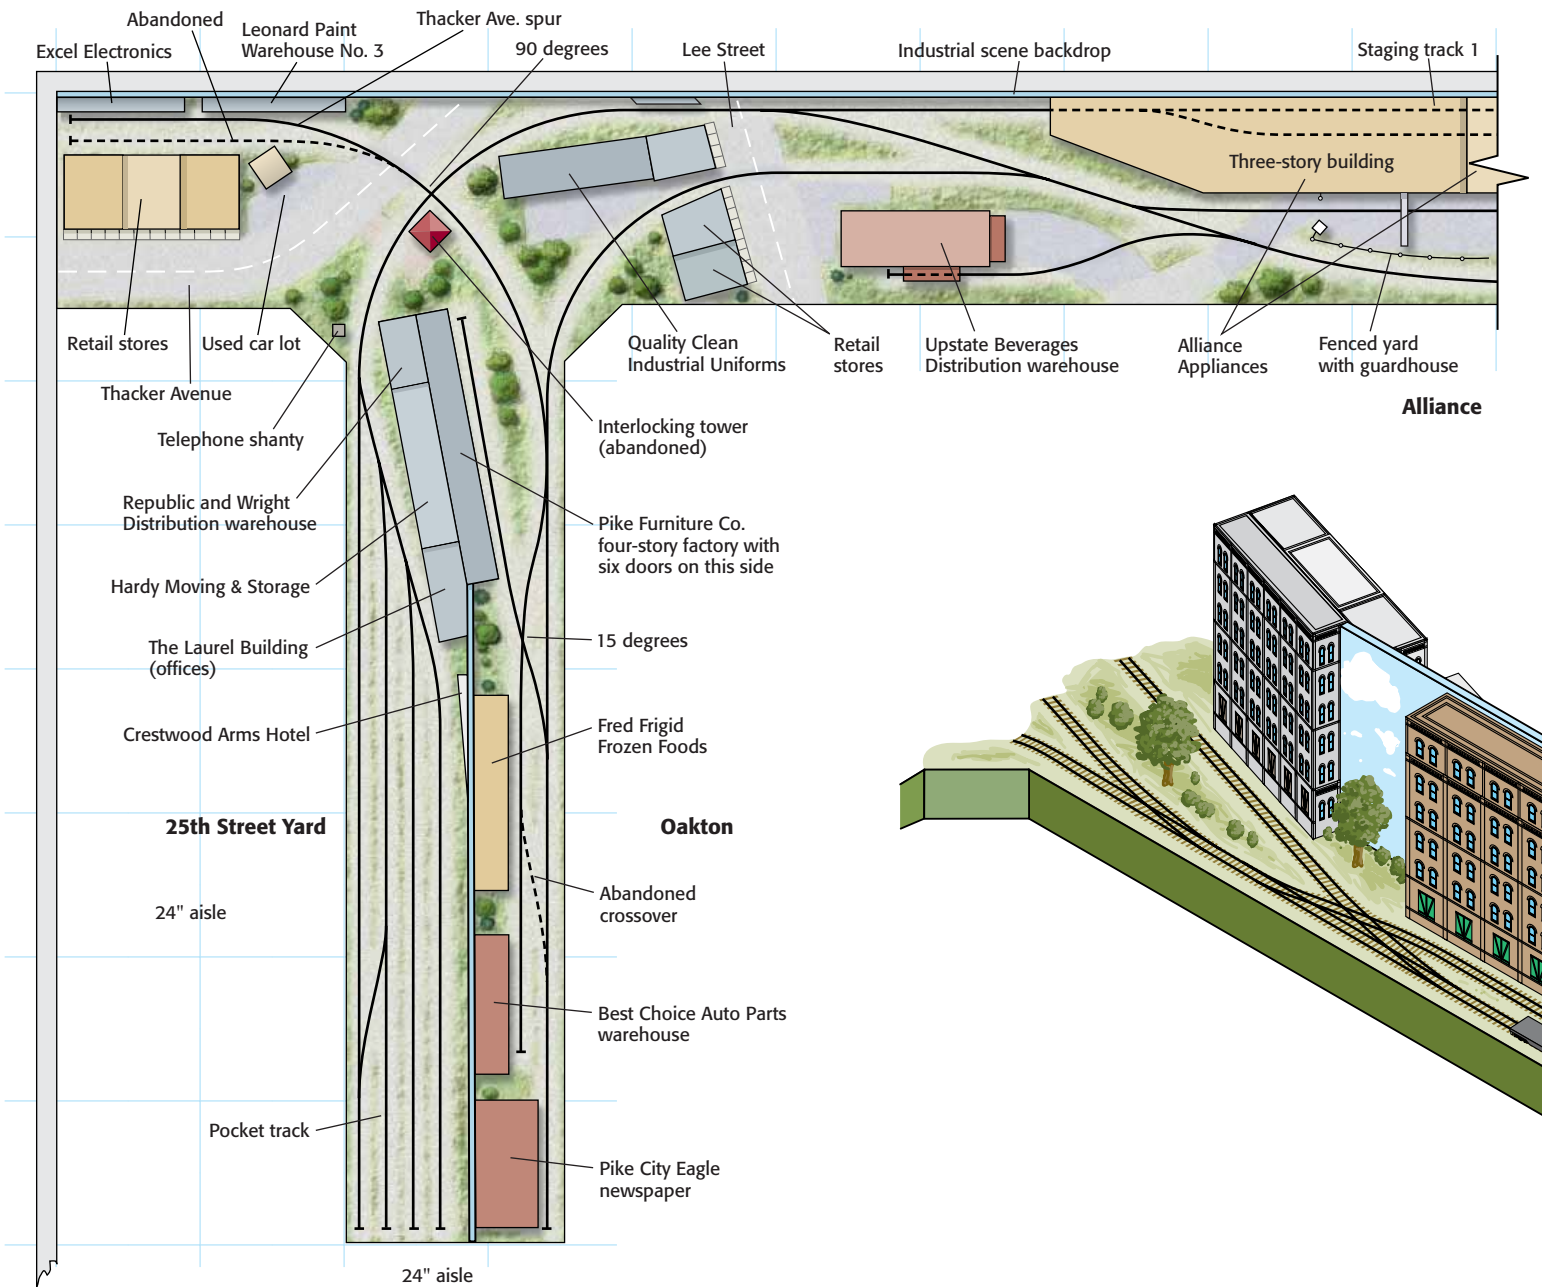 Abandoned
Leonard Paint
Warehouse No. 3
Thacker Ave. spur
Excel Electronics
90 degrees
Lee Street
Industrial scene backdrop
Staging track 1
Three-story building
Retail stores
Used car lot
Thacker Avenue
Telephone shanty
Quality Clean
Industrial Uniforms
Retail
stores
Upstate Beverages
Distribution warehouse
Alliance
Appliances
Fenced yard
with guardhouse
Alliance
Interlocking tower
(abandoned)
Republic and Wright
Distribution warehouse
Pike Furniture Co.
four-story factory with
six doors on this side
Hardy Moving & Storage
The Laurel Building
(offices)
15 degrees
Crestwood Arms Hotel
Fred Frigid
Frozen Foods
25th Street Yard
Oakton
24" aisle
Abandoned
crossover
Best Choice Auto Parts
warehouse
Pocket track
Pike City Eagle
newspaper
24" aisle